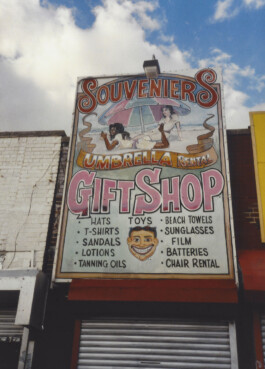 SOUVENIERS
UMBRELLA RENTAL
GIFT SHOP
HATS TOYS • BEACH TOWELS
• T-SHIRTS • SUNGLASSES
• SANDALS FILM
• LOTIONS • BATTERIES
• TANNING OILS • CHAIR RENTAL